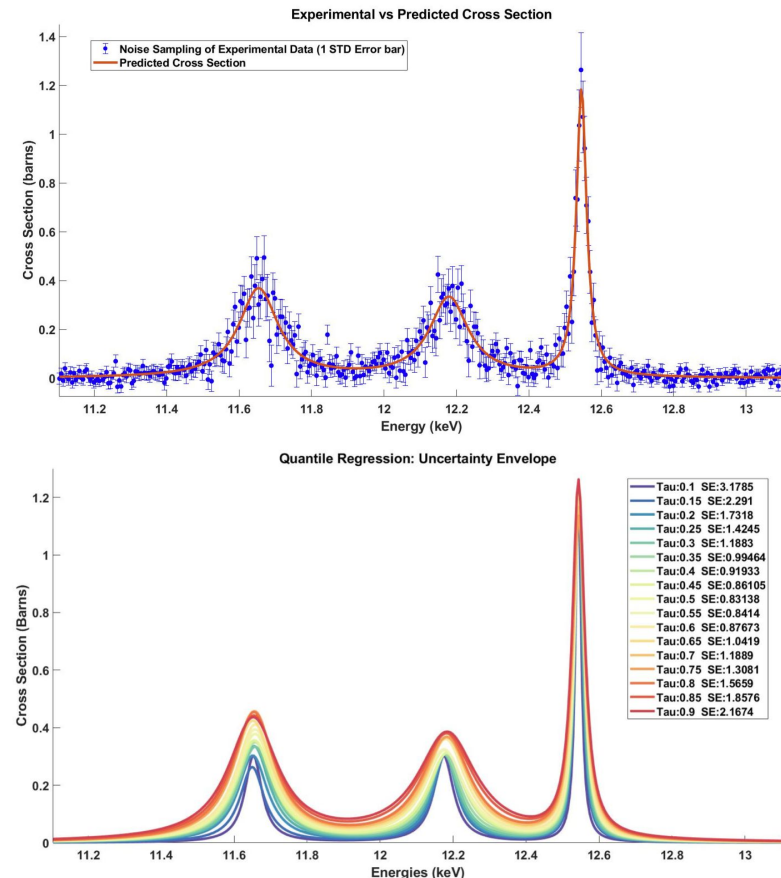 Experimental vs Predicted Cross Section
1.4
1.2
1
0.8
0.6
0.4
0.2
0
Cross Section (barns)
Noise Sampling of Experimental Data (1 STD Error bar)
Predicted Cross Section
11.2 11.4 11.6 11.8 12 12.2 12.4 12.6 12.8 13
Energy (keV)
Quantile Regression: Uncertainty Envelope
1.2
1
0.8
0.6
0.4
0.2
0
Cross Section (Barns)
Tau:0.1 SE:3.1785
Tau:0.15 SE:2.291
Tau:0.2 SE:1.7318
Tau:0.25 SE:1.4245
Tau:0.3 SE:1.1883
Tau:0.35 SE:0.99464
Tau:0.4 SE:0.91933
Tau:0.45 SE:0.86105
Tau:0.5 SE:0.83138
Tau:0.55 SE:0.8414
Tau:0.6 SE:0.87673
Tau:0.65 SE:1.0419
Tau:0.7 SE:1.1889
Tau:0.75 SE:1.3081
Tau:0.8 SE:1.5659
Tau:0.85 SE:1.8576
Tau:0.9 SE:2.1674
11.2 11.4 11.6 11.8 12 12.2 12.4 12.6 12.8 13
Energies (keV)